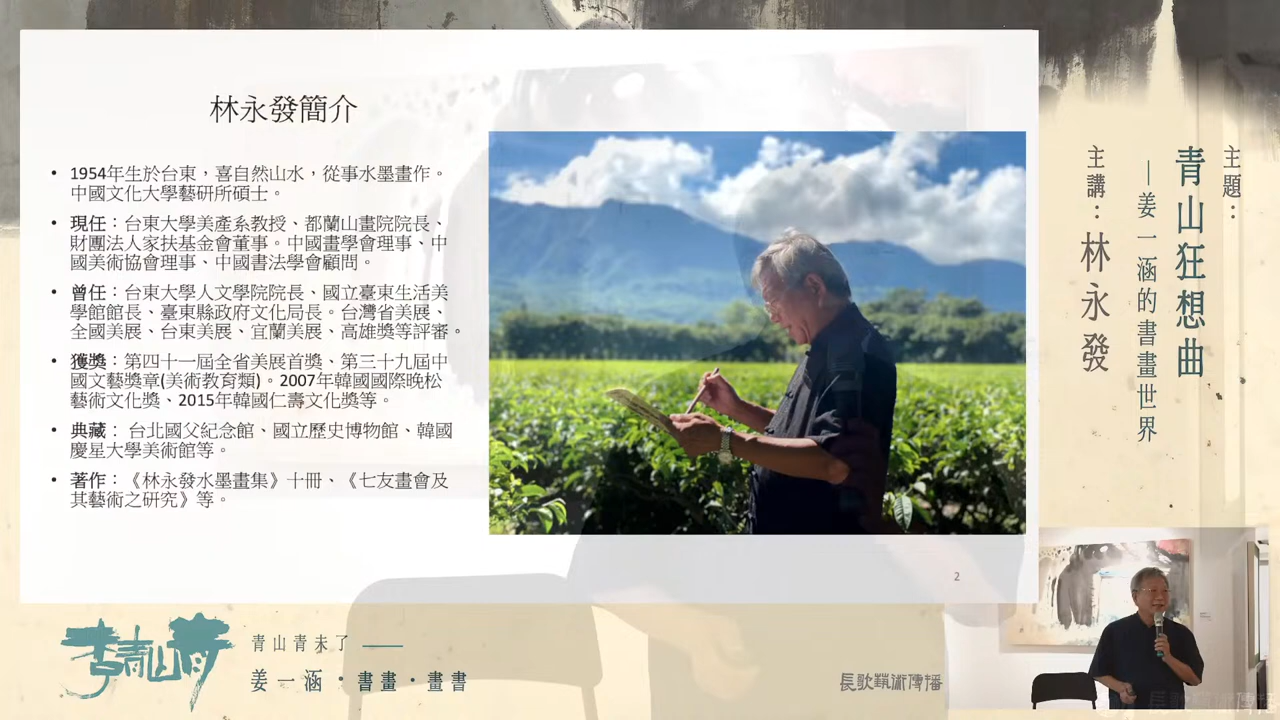 林永發簡介
• 1954年生於台東，喜自然山水，從事水墨畫作。
中國文化大學藝研所碩士。
• 現任：台東大學美產系教授、都蘭山畫院院長、
財團法人家扶基金會董事。中國畫學會理事、中
國美術協會理事、中國書法學會顧問。
• 曾任：台東大學人文學院院長、國立臺東生活美
學館館長、臺東縣政府文化局長。台灣省美展、
全國美展、台東美展、宜蘭美展、高雄獎等評審。
• 獲獎：第四十一屆全省美展首獎、第三十九屆中
國文藝獎章(美術教育類)。2007年韓國國際晚松
藝術文化獎、2015年韓國仁壽文化獎等。
• 典藏： 台北國父紀念館、國立歷史博物館、韓國
慶星大學美術館等。
• 著作：《林永發水墨畫集》十冊、《七友畫會及
其藝術之研究》等。
2
主題：
青山狂想曲
—姜一涵的書畫世界
主講：林永發
青山青未了 ——
姜一涵・書畫・畫書
長歌藝術傳播
長歌藝術傳播